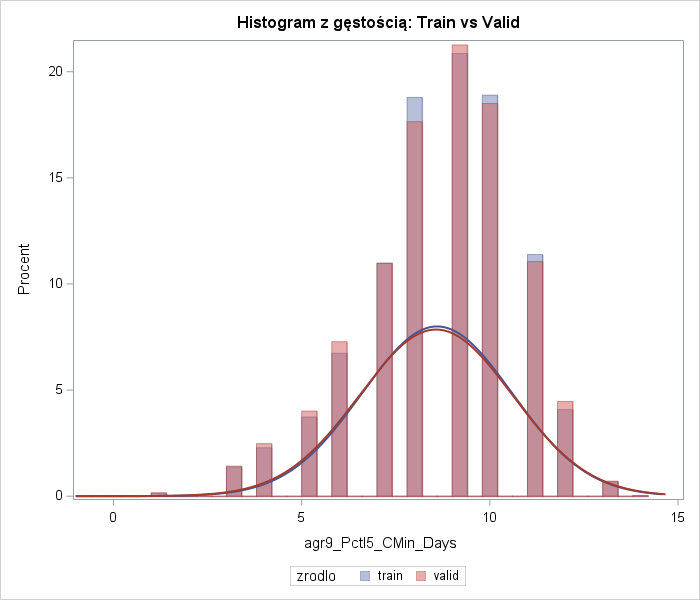 Histogram z gęstością: Train vs Valid
Procent
20
15
10
5
0
0 5 10 15
agr9_Pctl5_CMin_Days
zrodlo train valid